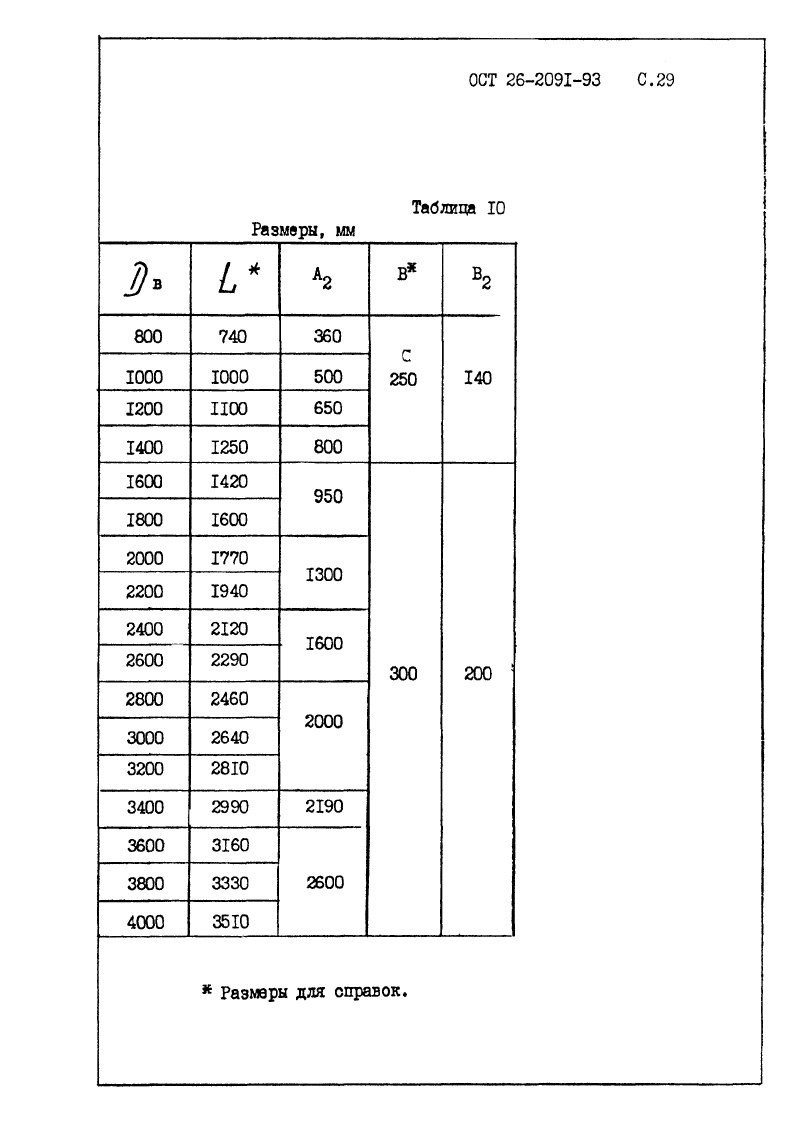 ОСТ 26-209I-93 С.29
Таблица I0
Размеры, мм
D в L * А2 В* В2
800 740 360
С
I000 I000 500 250 I40
I200 II00 650
I400 I250 800
I600 I420
950
I800 I600
2000 I770
I300
2200 I940
2400 2I20
I600
2600 2290
300 200
2800 2460
2000
3000 2640
3200 28I0
3400 2990 2I90
3600 3I60
3800 3330 2600
4000 35I0
* Размеры для справок.